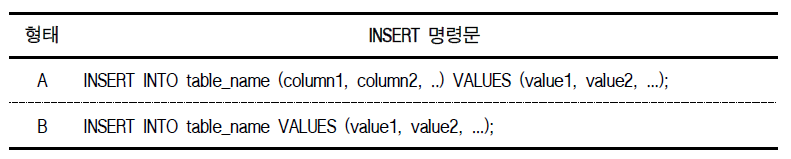 형태 INSERT 명령문
A INSERT INTO table_name (column1, column2, ..) VALUES (value1, value2, ...);
B INSERT INTO table_name VALUES (value1, value2, ...);